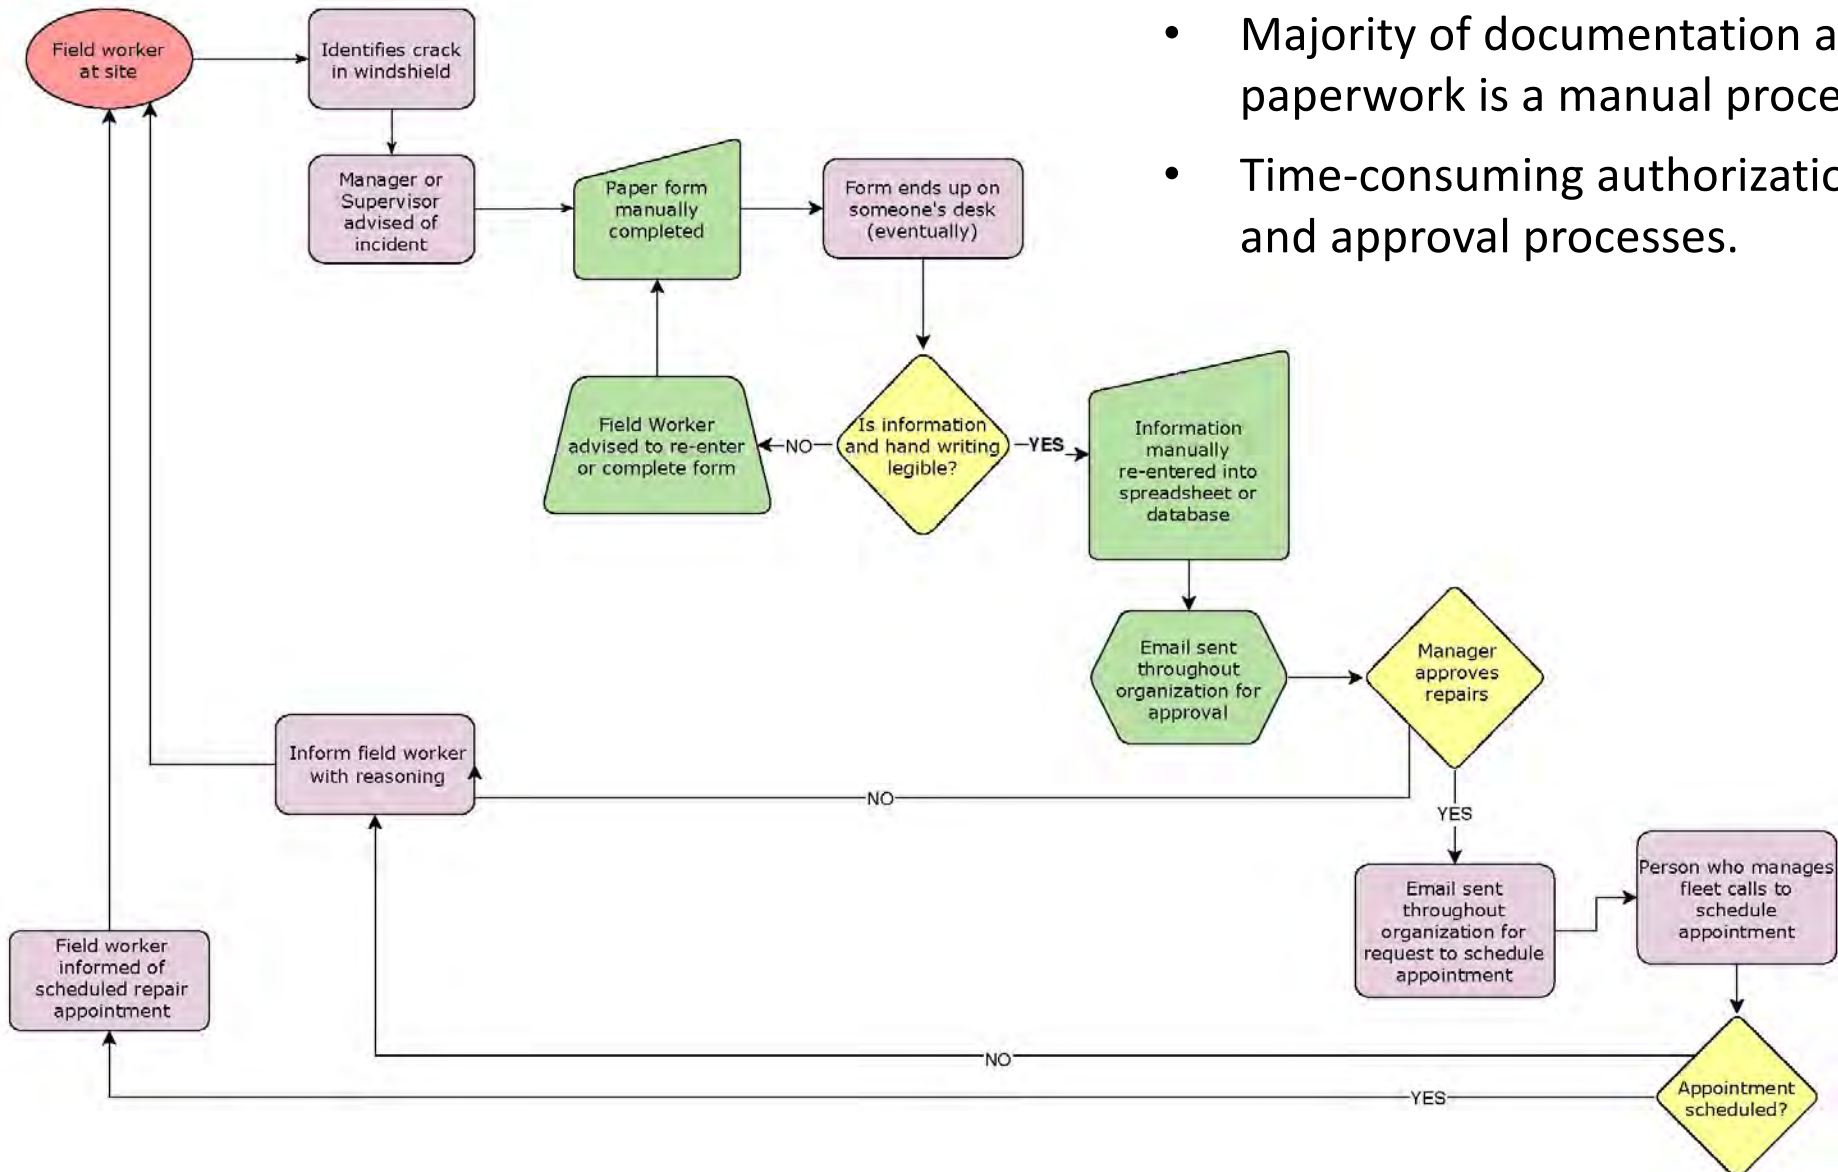 Field worker
at site
Identifies crack
in windshield
• Majority of documentation a
paperwork is a manual proce
• Time-consuming authorizatio
and approval processes.
Manager or
Supervisor
advised of
incident
Paper form
manually
completed
Form ends up on
someone's desk
(eventually)
Field Worker
advised to re-enter
or complete form
NO
Is information
and hand writing
legible?
YES
Information
manually
re-entered into
spreadsheet or
database
Email sent
throughout
organization for
approval
Manager
approves
repairs
Inform field worker
with reasoning
NO
YES
Email sent
throughout
organization for
request to schedule
appointment
Person who manages
fleet calls to
schedule
appointment
Field worker
informed of
scheduled repair
appointment
NO
YES
Appointment
scheduled?